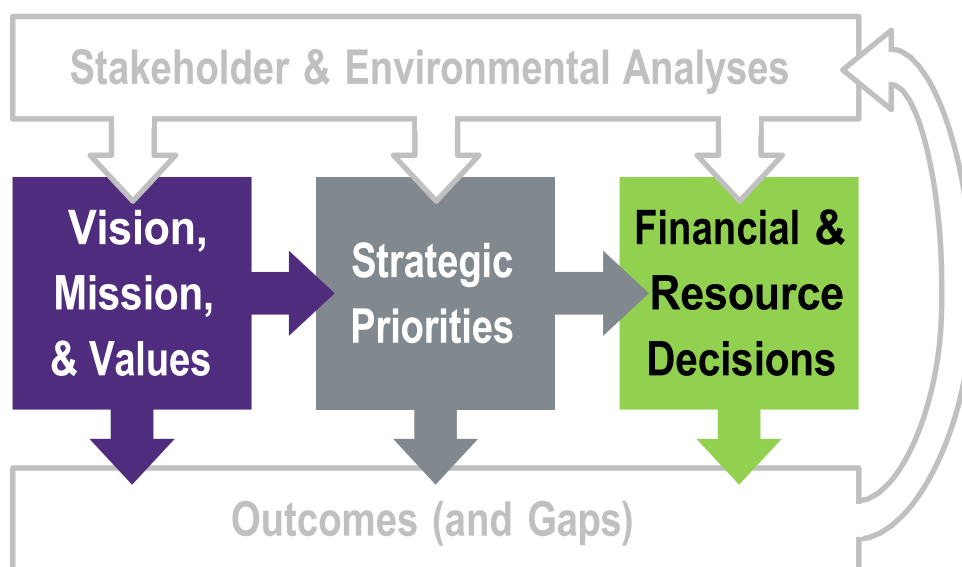 Stakeholder & Environmental Analyses
Vision,
Mission,
& Values
Strategic
Priorities
Financial &
Resource
Decisions
Outcomes (and Gaps)